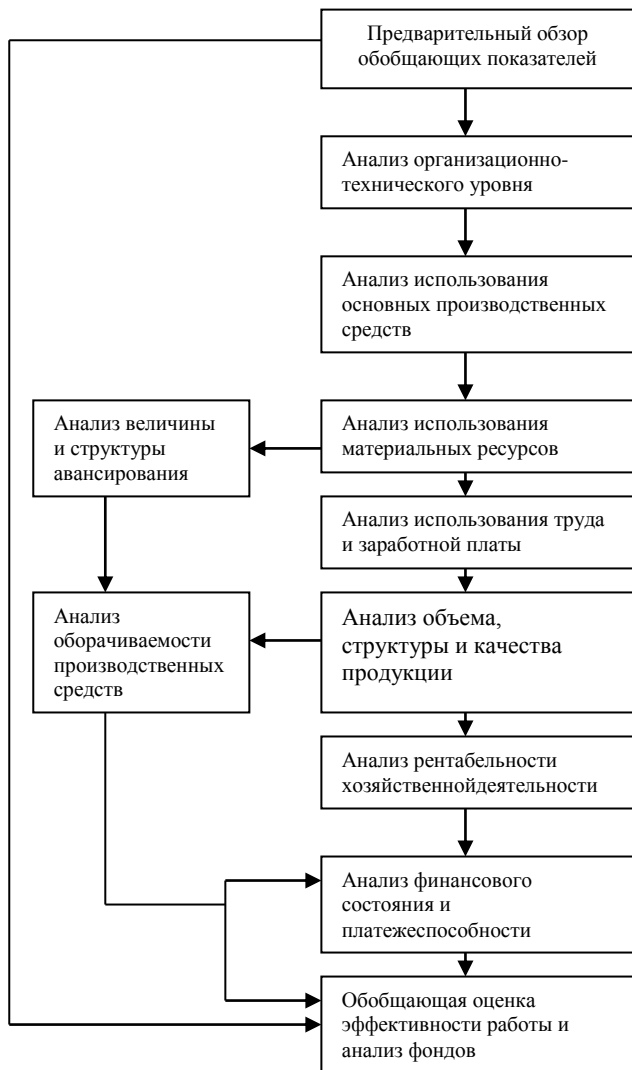 Предварительный обзор
обобщающих показателей
Анализ организационно-
технического уровня
Анализ использования
основных производственных
средств
Анализ величины
и структуры
авансирования
Анализ использования
материальных ресурсов
Анализ использования труда
и заработной платы
Анализ
оборачиваемости
производственных
средств
Анализ объема,
структуры и качества
продукции
Анализ рентабельности
хозяйственнойдеятельности
Анализ финансового
состояния и
платежеспособности
Обобщающая оценка
эффективности работы и
анализ фондов